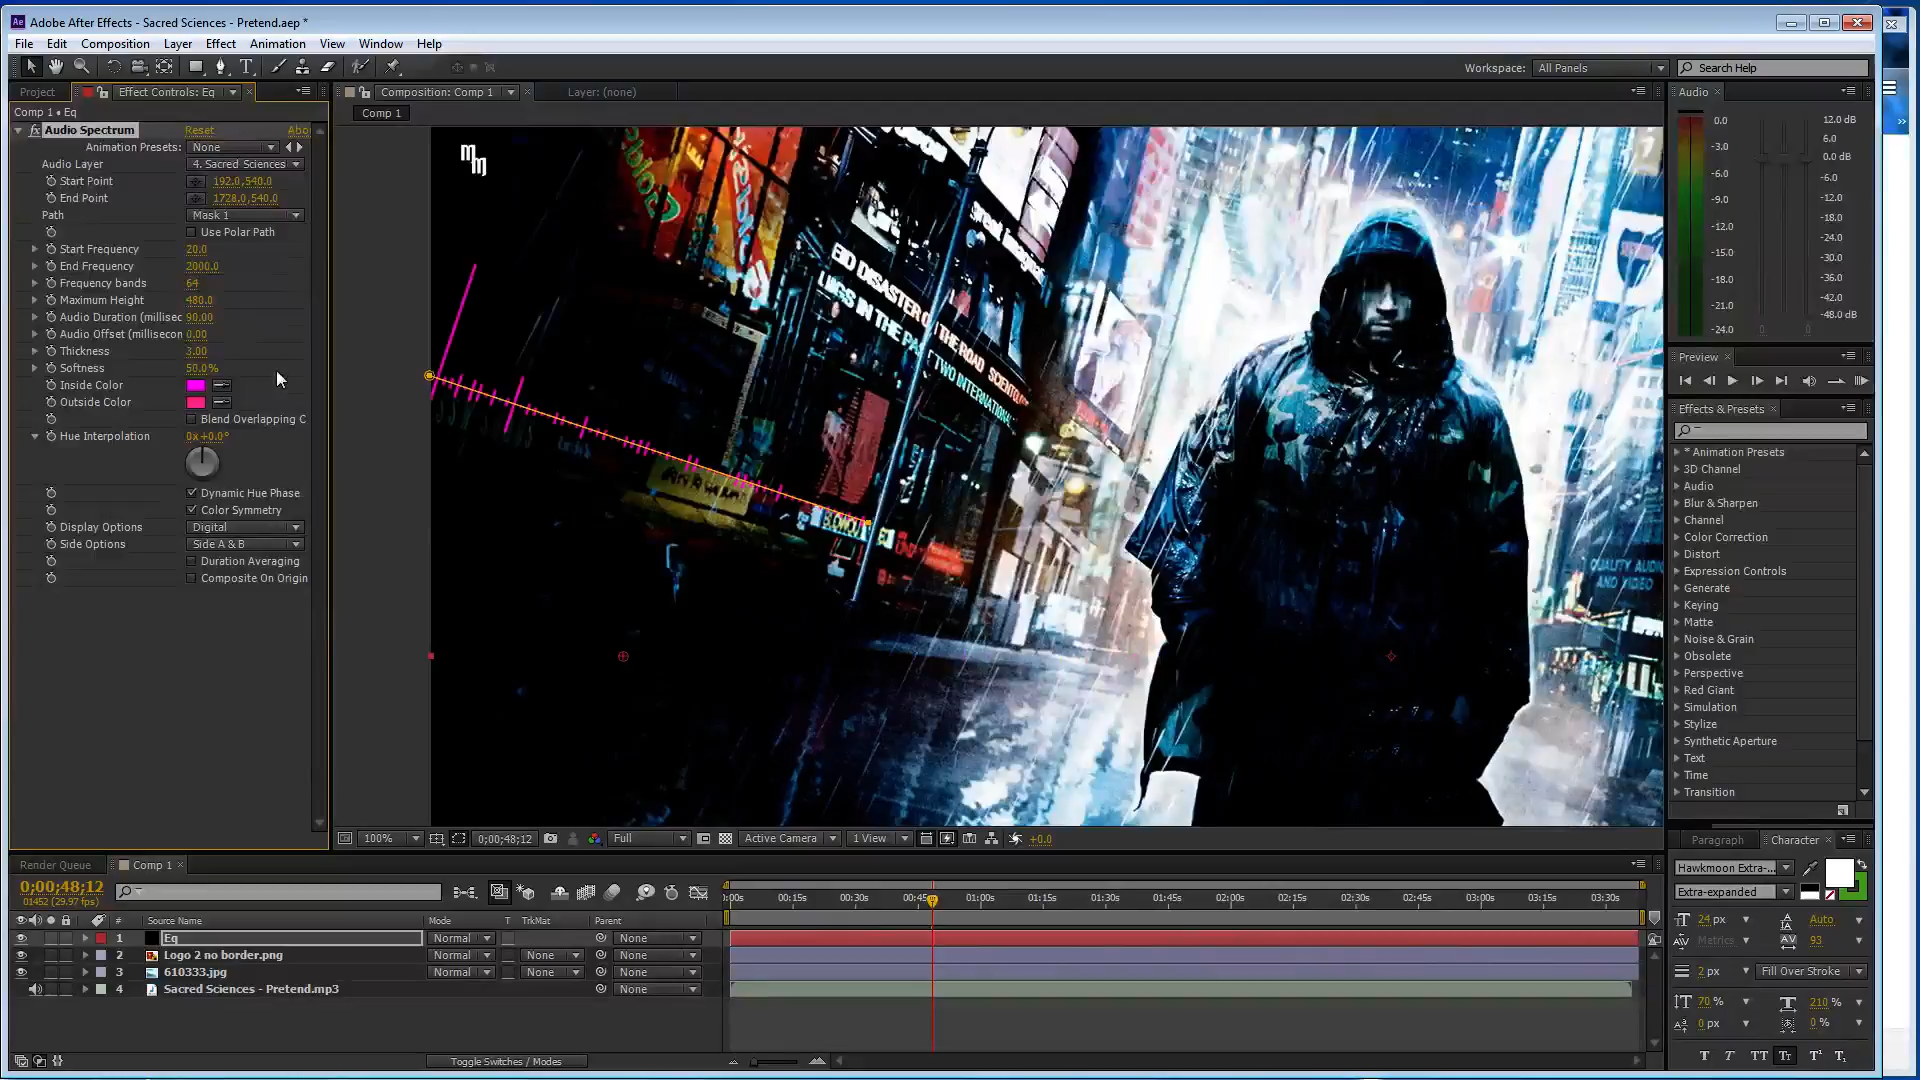 Adobe After Effects - Sacred Sciences - Pretend.aep *
File Edit Composition Layer Effect Animation View Window Help
Workspace: All Panels Search Help
Project Effect Controls: Eq Composition: Comp 1 Layer: (none) Audio
Comp 1 • Eq
Comp 1
Audio Spectrum Reset Abo
Animation Presets: None
Audio Layer 4. Sacred Sciences
Start Point 192.0,540.0
End Point 1728.0,540.0
Path Mask 1
Use Polar Path
Start Frequency 20.0
End Frequency 2000.0
Frequency bands 64
Maximum Height 480.0
Audio Duration (millisec 90.00
Audio Offset (millisecon 0.00
Thickness 3.00
Softness 50.0%
Inside Color
Outside Color
Blend Overlapping C
Hue Interpolation 0x+0.0°
Dynamic Hue Phase
Color Symmetry
Display Options Digital
Side Options Side A & B
Duration Averaging
Composite On Origin
MM
BLOWOUT
QUALITY AUDIO
AND VIDEO
0.0 12.0 dB
-3.0 6.0
-6.0 0.0 dB
-9.0 -6.0
-12.0 -12.0
-15.0 -18.0
-18.0 -24.0
-21.0 -30.0
-24.0 -36.0
-42.0
-48.0 dB
0 0
Preview
Effects & Presets
* Animation Presets
3D Channel
Audio
Blur & Sharpen
Channel
Color Correction
Distort
Expression Controls
Generate
Keying
Matte
Noise & Grain
Obsolete
Perspective
Red Giant
Simulation
Stylize
Synthetic Aperture
Text
Time
Transition
100% 0;00;48;12 Full Active Camera 1 View +0.0
Paragraph Character
Hawkmoon Extra-...
Extra-expanded
24 px Auto
Metrics 93
2 px Fill Over Stroke
70 % 210 %
0 px 0 %
T T TT Tt T¹ T₁
Render Queue Comp 1
0;00;48;12
01452 (29.97 fps)
:00s 00:15s 00:30s 00:45s 01:00s 01:15s 01:30s 01:45s 02:00s 02:15s 02:30s 02:45s 03:00s 03:15s 03:30s
# Source Name Mode T TrkMat Parent
1 Eq Normal None
2 Logo 2 no border.png Normal None None
3 610333.jpg Normal None None
4 Sacred Sciences - Pretend.mp3 None
Toggle Switches / Modes